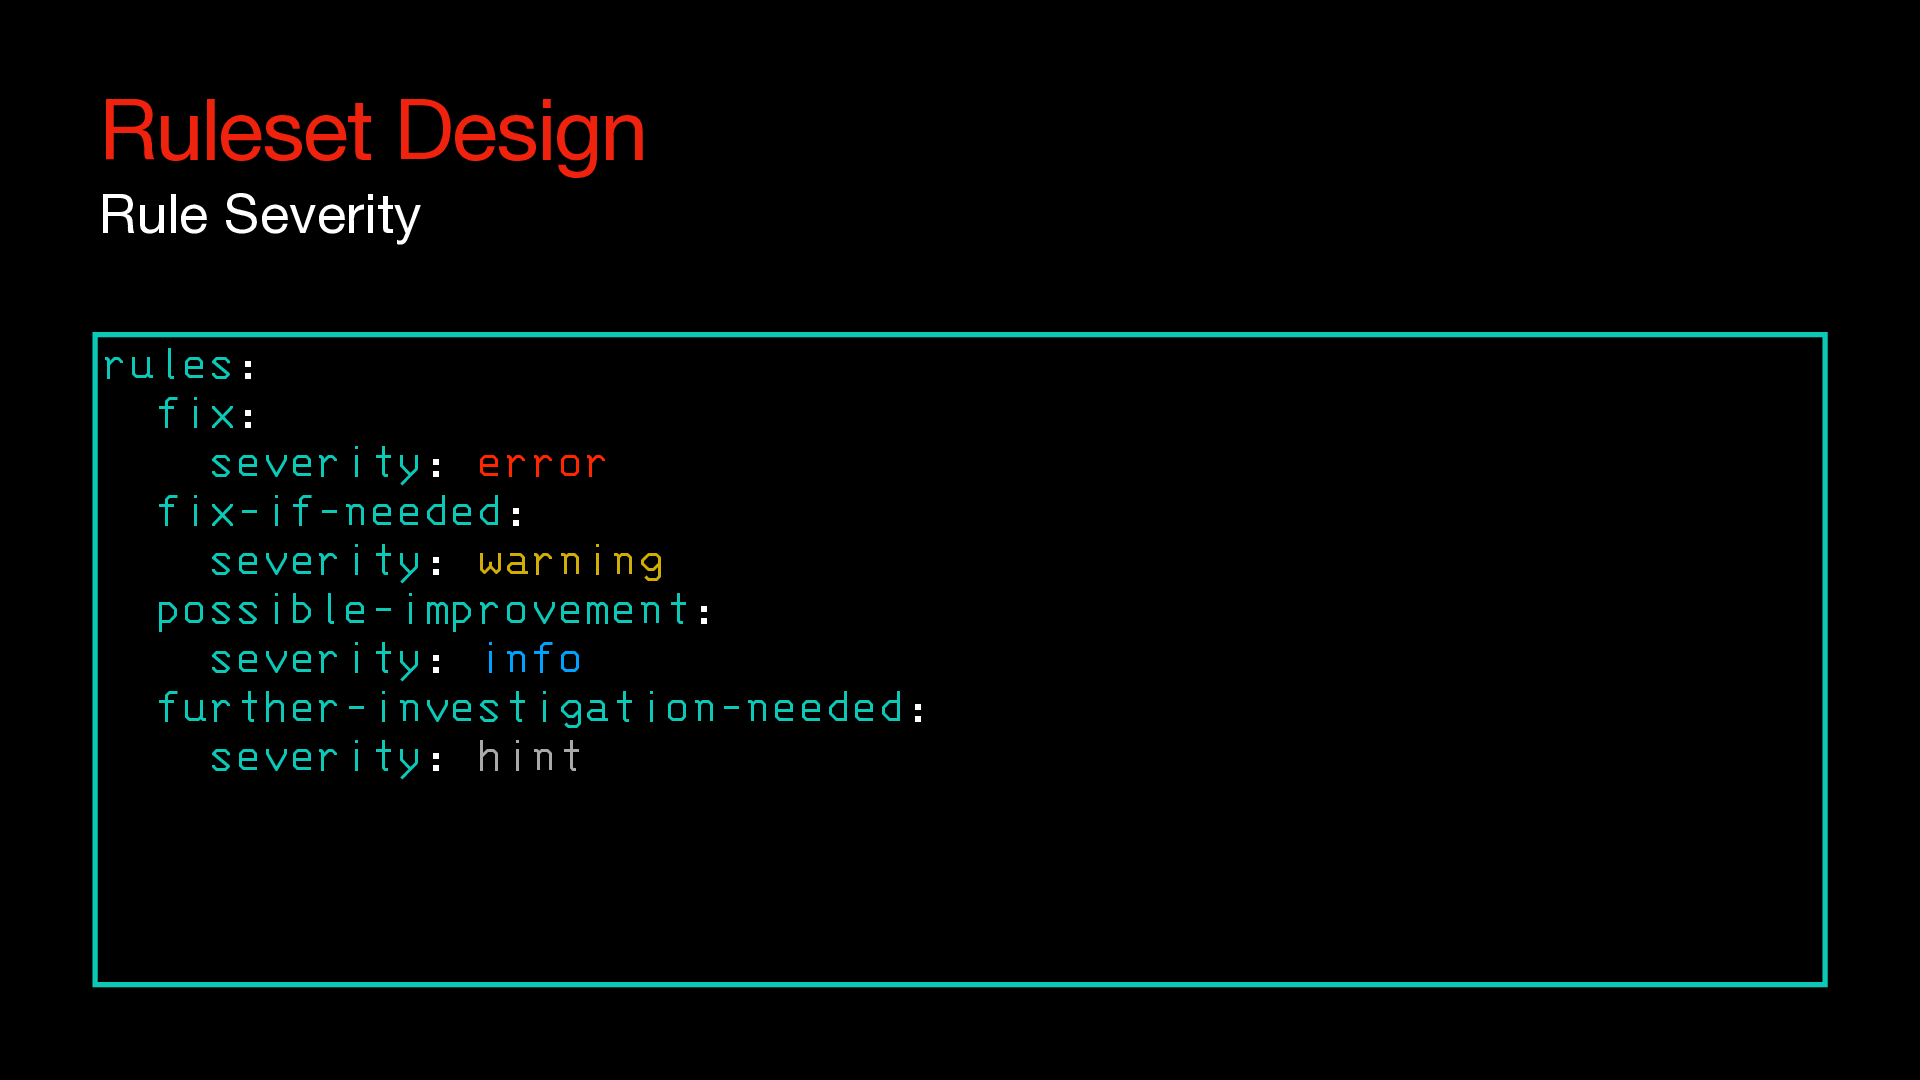 Ruleset Design
Rule Severity
rules:
  fix:
    severity: error
  fix-if-needed:
    severity: warning
  possible-improvement:
    severity: info
  further-investigation-needed:
    severity: hint